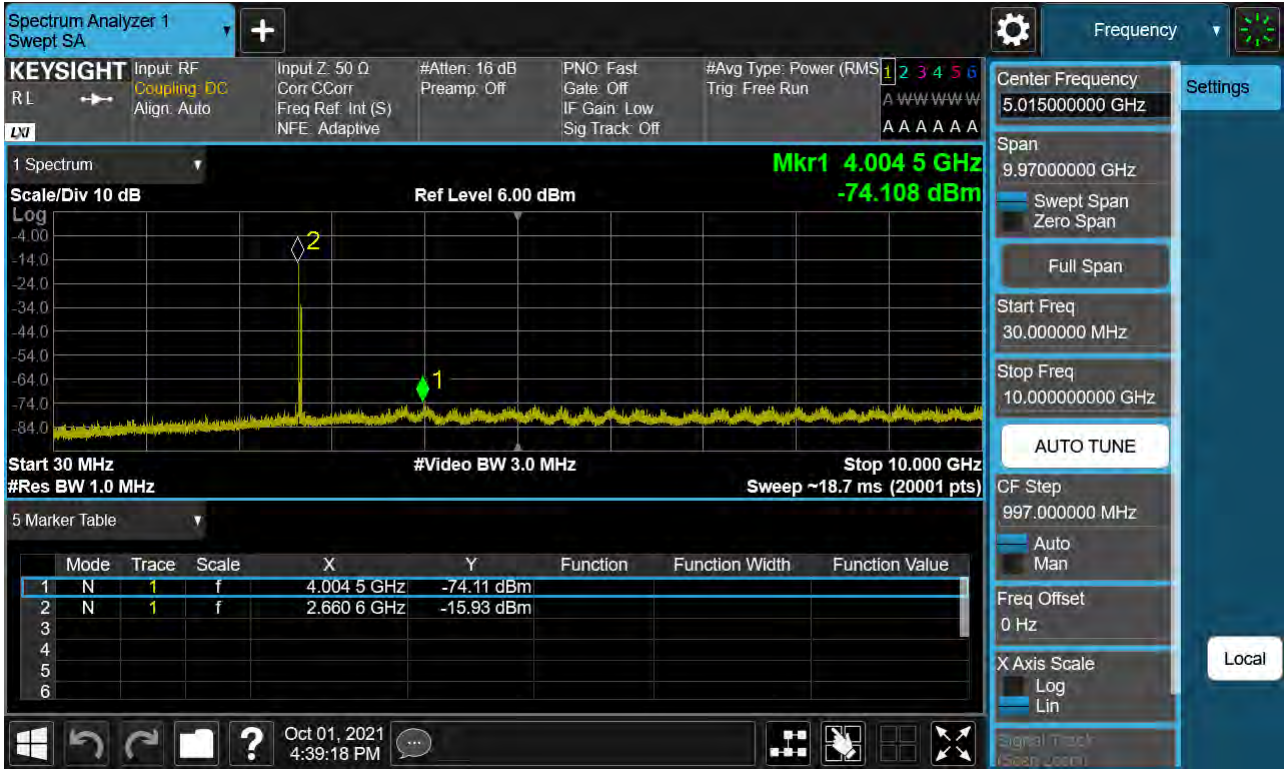 Spectrum Analyzer 1
Swept SA
+
Frequency
KEYSIGHT
R L
LXI
Input: RF
Coupling: DC
Align: Auto
Input Z: 50 Ω
Corr CCorr
Freq Ref: Int (S)
NFE: Adaptive
#Atten: 16 dB
Preamp: Off
PNO: Fast
Gate: Off
IF Gain: Low
Sig Track: Off
#Avg Type: Power (RMS
Trig: Free Run
1 2 3 4 5 6
A W W W W W
A A A A A A
1 Spectrum
Scale/Div 10 dB
Ref Level 6.00 dBm
Mkr1 4.004 5 GHz
-74.108 dBm
Log
-4.00
-14.0
-24.0
-34.0
-44.0
-54.0
-64.0
-74.0
-84.0
2
1
Start 30 MHz
#Video BW 3.0 MHz
Stop 10.000 GHz
#Res BW 1.0 MHz
Sweep ~18.7 ms (20001 pts)
5 Marker Table
Mode Trace Scale X Y Function Function Width Function Value
1 N 1 f 4.004 5 GHz -74.11 dBm
2 N 1 f 2.660 6 GHz -15.93 dBm
3
4
5
6
?
Oct 01, 2021
4:39:18 PM
Center Frequency
5.015000000 GHz
Settings
Span
9.97000000 GHz
Swept Span
Zero Span
Full Span
Start Freq
30.000000 MHz
Stop Freq
10.000000000 GHz
AUTO TUNE
CF Step
997.000000 MHz
Auto
Man
Freq Offset
0 Hz
X Axis Scale
Log
Lin
Local
Signal Track
(Span Zoom)